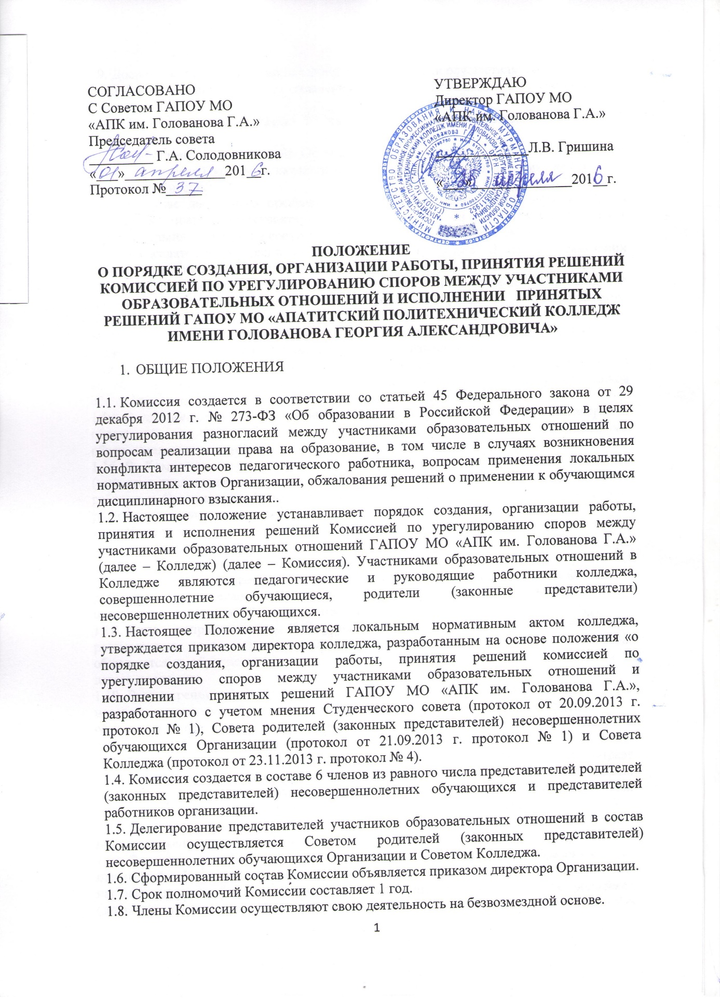 СОГЛАСОВАНО
С Советом ГАПОУ МО
«АПК им. Голованова Г.А.»
Председатель совета
_________ Г.А. Солодовникова
«01» апреля 2016г.
Протокол № 37
УТВЕРЖДАЮ
Директор ГАПОУ МО
«АПК им. Голованова Г.А.»
_____________Л.В. Гришина
« » апреля 2016г.
МИНИСТЕРСТВО ОБРАЗОВАНИЯ И НАУКИ МУРМАНСКОЙ ОБЛАСТИ
ПОЛОЖЕНИЕ
О ПОРЯДКЕ СОЗДАНИЯ, ОРГАНИЗАЦИИ РАБОТЫ, ПРИНЯТИЯ РЕШЕНИЙ
КОМИССИЕЙ ПО УРЕГУЛИРОВАНИЮ СПОРОВ МЕЖДУ УЧАСТНИКАМИ
ОБРАЗОВАТЕЛЬНЫХ ОТНОШЕНИЙ И ИСПОЛНЕНИИ ПРИНЯТЫХ
РЕШЕНИЙ ГАПОУ МО «АПАТИТСКИЙ ПОЛИТЕХНИЧЕСКИЙ КОЛЛЕДЖ
ИМЕНИ ГОЛОВАНОВА ГЕОРГИЯ АЛЕКСАНДРОВИЧА»
1. ОБЩИЕ ПОЛОЖЕНИЯ
1.1. Комиссия создается в соответствии со статьей 45 Федерального закона от 29
декабря 2012 г. № 273-ФЗ «Об образовании в Российской Федерации» в целях
урегулирования разногласий между участниками образовательных отношений по
вопросам реализации права на образование, в том числе в случаях возникновения
конфликта интересов педагогического работника, вопросам применения локальных
нормативных актов Организации, обжалования решений о применении к обучающимся
дисциплинарного взыскания..
1.2. Настоящее положение устанавливает порядок создания, организации работы,
принятия и исполнения решений Комиссией по урегулированию споров между
участниками образовательных отношений ГАПОУ МО «АПК им. Голованова Г.А.»
(далее – Колледж) (далее – Комиссия). Участниками образовательных отношений в
Колледже являются педагогические и руководящие работники колледжа,
совершеннолетние обучающиеся, родители (законные представители)
несовершеннолетних обучающихся.
1.3. Настоящее Положение является локальным нормативным актом колледжа,
утверждается приказом директора колледжа, разработанным на основе положения «о
порядке создания, организации работы, принятия решений комиссией по
урегулированию споров между участниками образовательных отношений и
исполнении принятых решений ГАПОУ МО «АПК им. Голованова Г.А.»,
разработанного с учетом мнения Студенческого совета (протокол от 20.09.2013 г.
протокол № 1), Совета родителей (законных представителей) несовершеннолетних
обучающихся Организации (протокол от 21.09.2013 г. протокол № 1) и Совета
Колледжа (протокол от 23.11.2013 г. протокол № 4).
1.4. Комиссия создается в составе 6 членов из равного числа представителей родителей
(законных представителей) несовершеннолетних обучающихся и представителей
работников организации.
1.5. Делегирование представителей участников образовательных отношений в состав
Комиссии осуществляется Советом родителей (законных представителей)
несовершеннолетних обучающихся Организации и Советом Колледжа.
1.6. Сформированный состав Комиссии объявляется приказом директора Организации.
1.7. Срок полномочий Комиссии составляет 1 год.
1.8. Члены Комиссии осуществляют свою деятельность на безвозмездной основе.
1